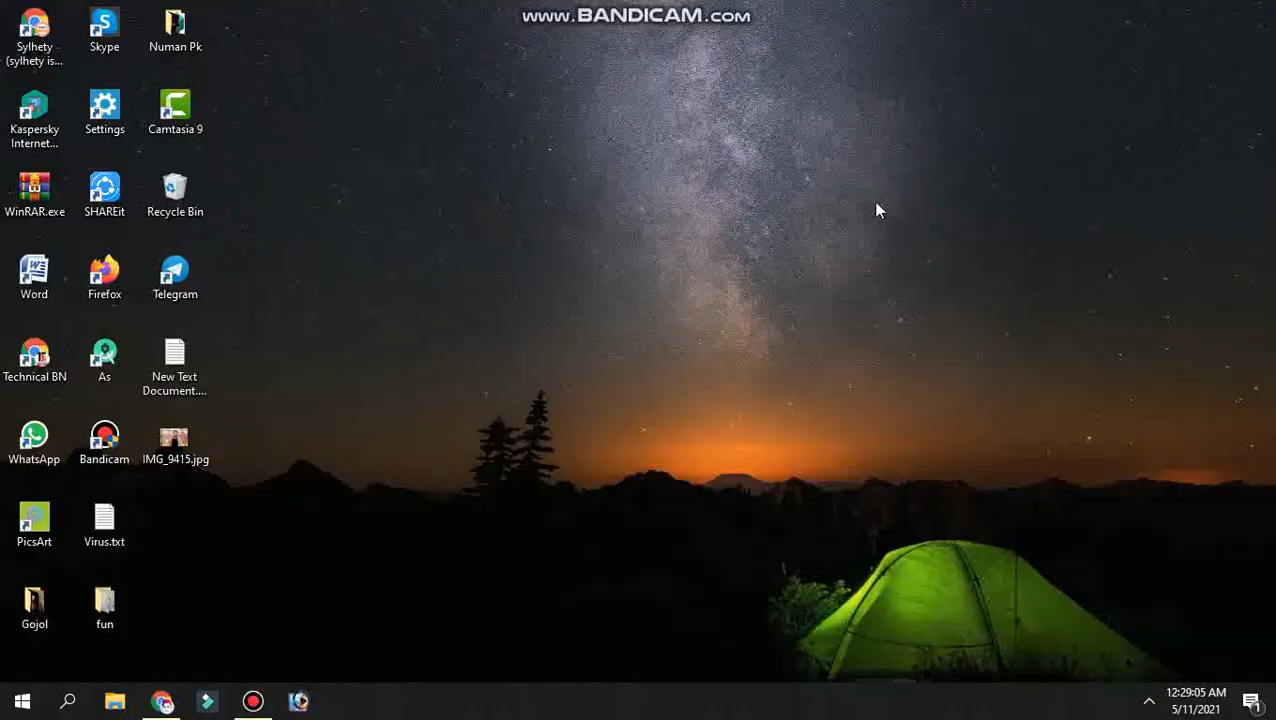 www.BANDICAM.com
Sylhety
(sylhety is...
Skype
Numan Pk
Kaspersky
Internet...
Settings
Camtasia 9
WinRAR.exe
SHAREit
Recycle Bin
Word
Firefox
Telegram
Technical BN
As
New Text
Document....
WhatsApp
Bandicam
IMG_9415.jpg
PicsArt
Virus.txt
Gojol
fun
12:29:05 AM
5/11/2021
1